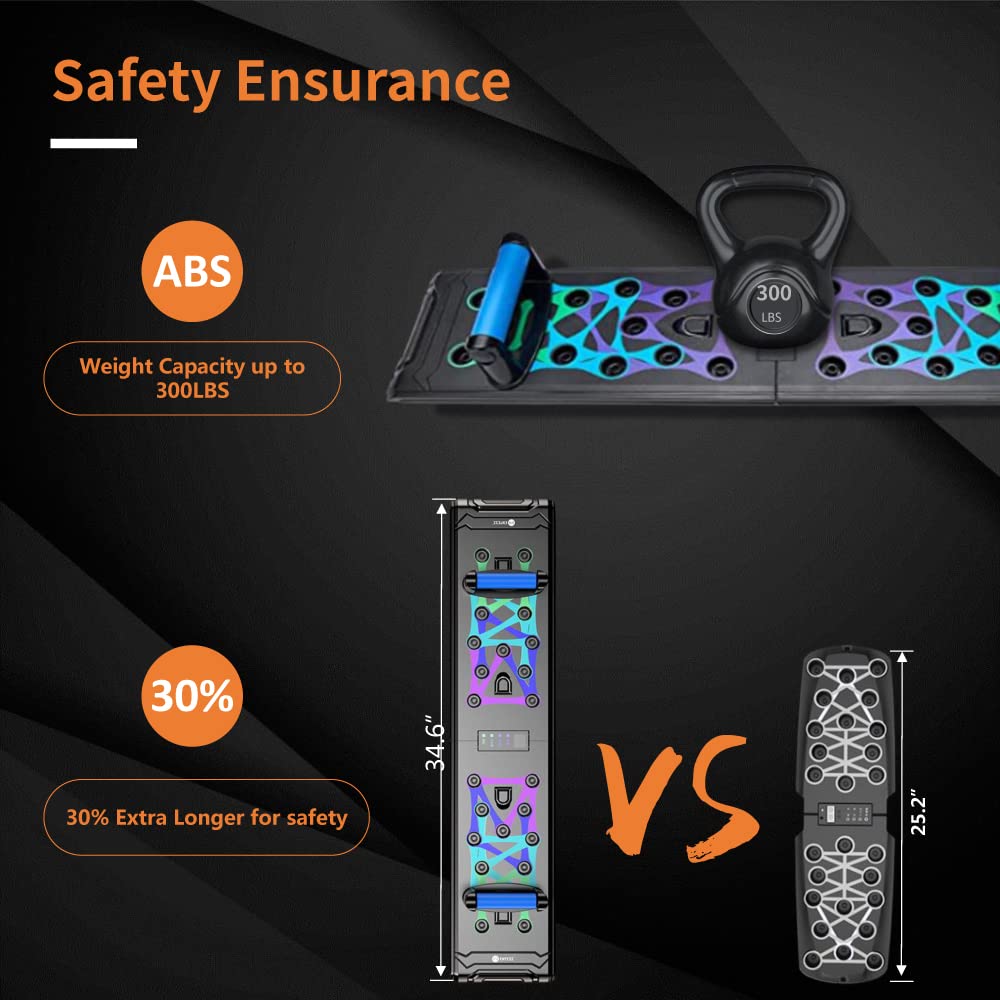 Safety Ensurance
ABS
Weight Capacity up to
300LBS
300
LBS
30%
30% Extra Longer for safety
34.6"
VS
25.2"